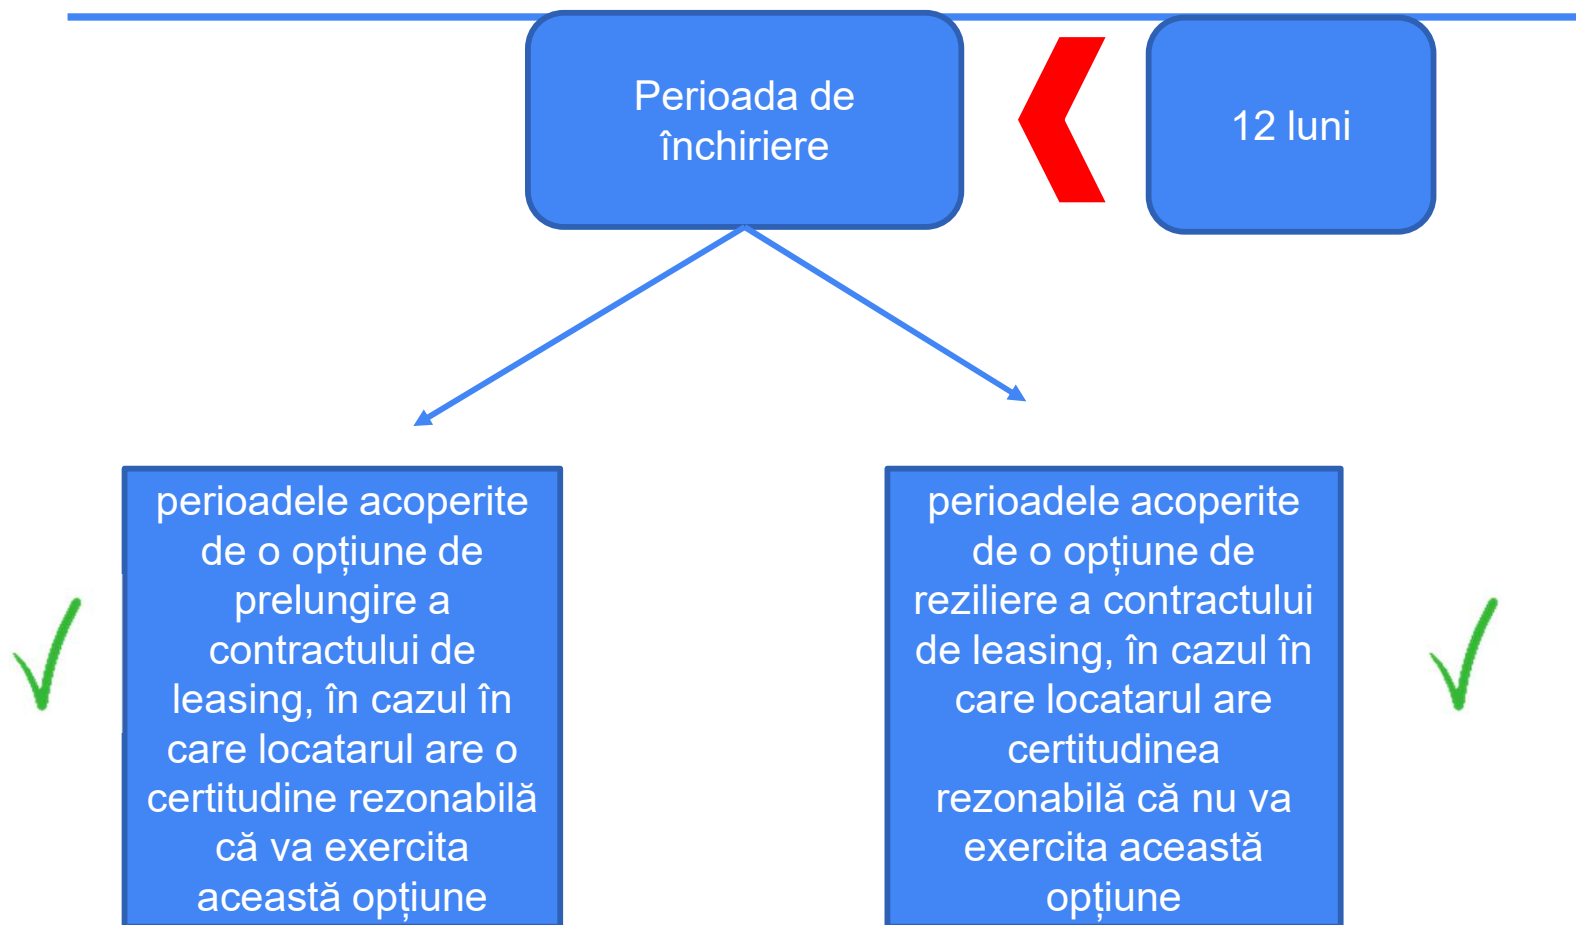 Perioada de
închiriere
12 luni
perioadele acoperite
de o opțiune de
prelungire a
contractului de
leasing, în cazul în
care locatarul are o
certitudine rezonabilă
că va exercita
această opțiune
perioadele acoperite
de o opțiune de
reziliere a contractului
de leasing, în cazul în
care locatarul are
certitudinea
rezonabilă că nu va
exercita această
opțiune